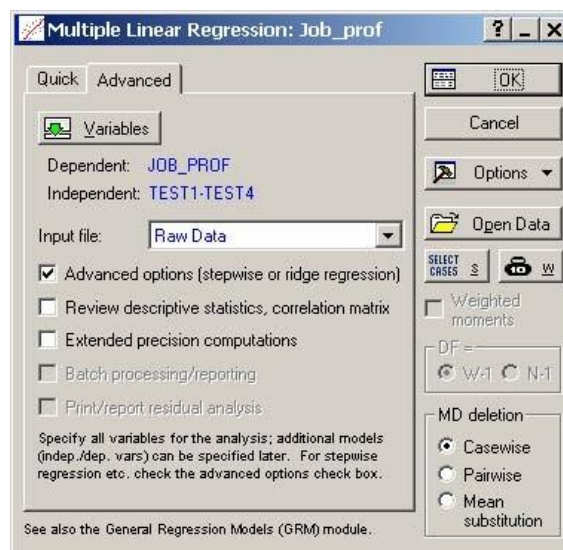 Multiple Linear Regression: Job_prof
Quick
Advanced
Variables
Dependent: JOB_PROF
Independent: TEST1-TEST4
Input file: Raw Data
Advanced options (stepwise or ridge regression)
Review descriptive statistics, correlation matrix
Extended precision computations
Batch processing/reporting
Print/report residual analysis
Specify all variables for the analysis; additional models
(indep./dep. vars) can be specified later. For stepwise
regression etc. check the advanced options check box.
See also the General Regression Models (GRM) module.
OK
Cancel
Options
Open Data
SELECT
CASES S
W
Weighted
moments
DF =
W-1 N-1
MD deletion
Casewise
Pairwise
Mean
substitution